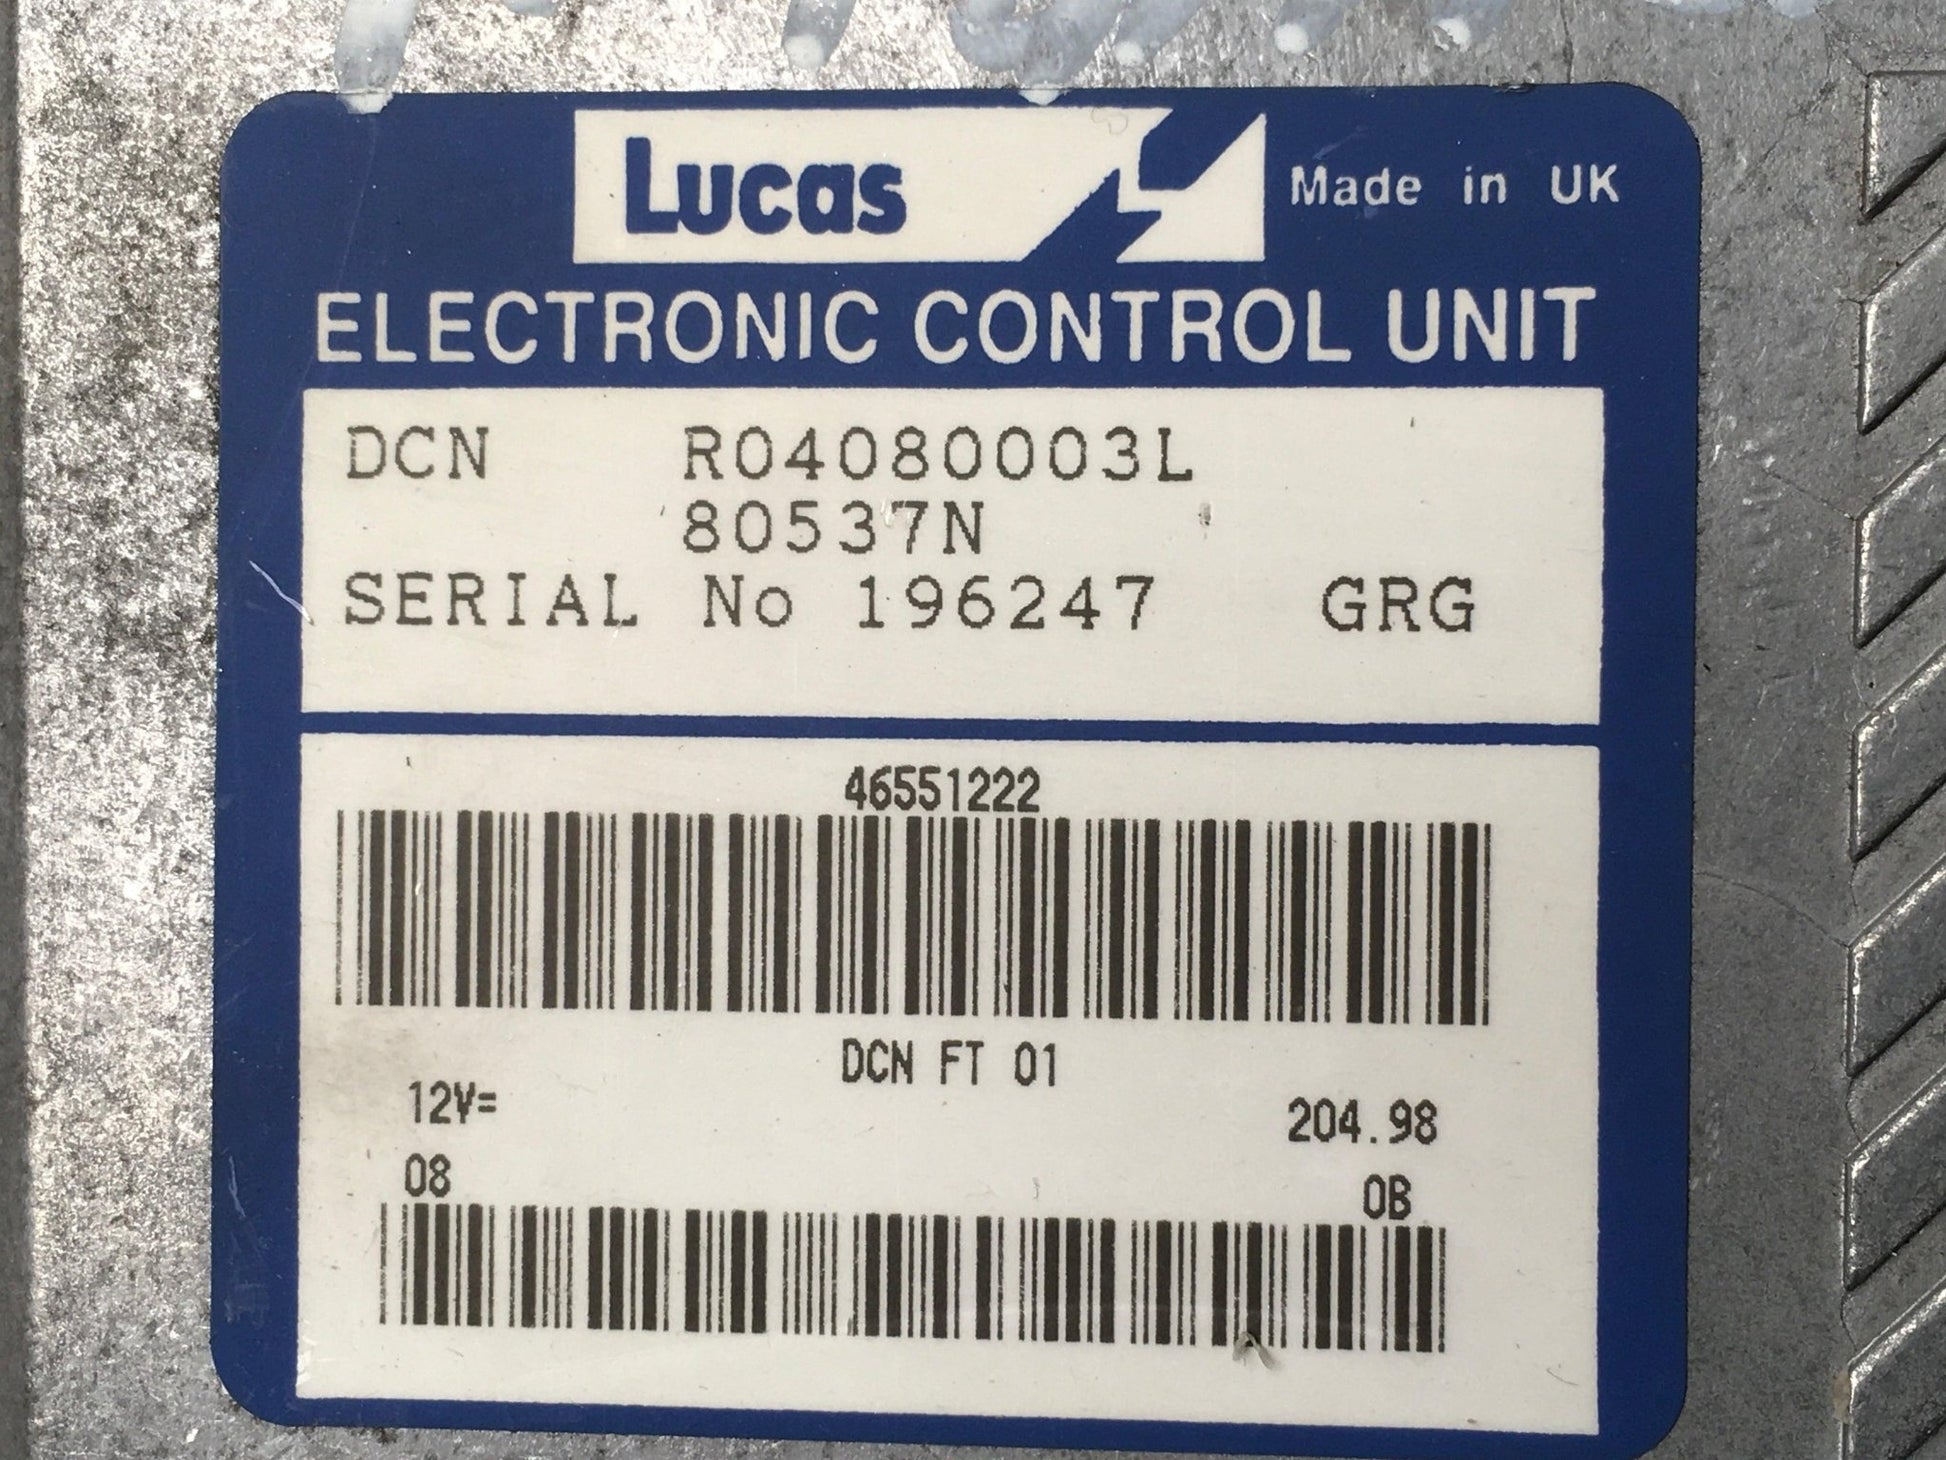 Lucas Made in UK
ELECTRONIC CONTROL UNIT
DCN R04080003L
80537N
SERIAL No 196247 GRG
46551222
DCN FT 01
12V= 204.98
08 0B